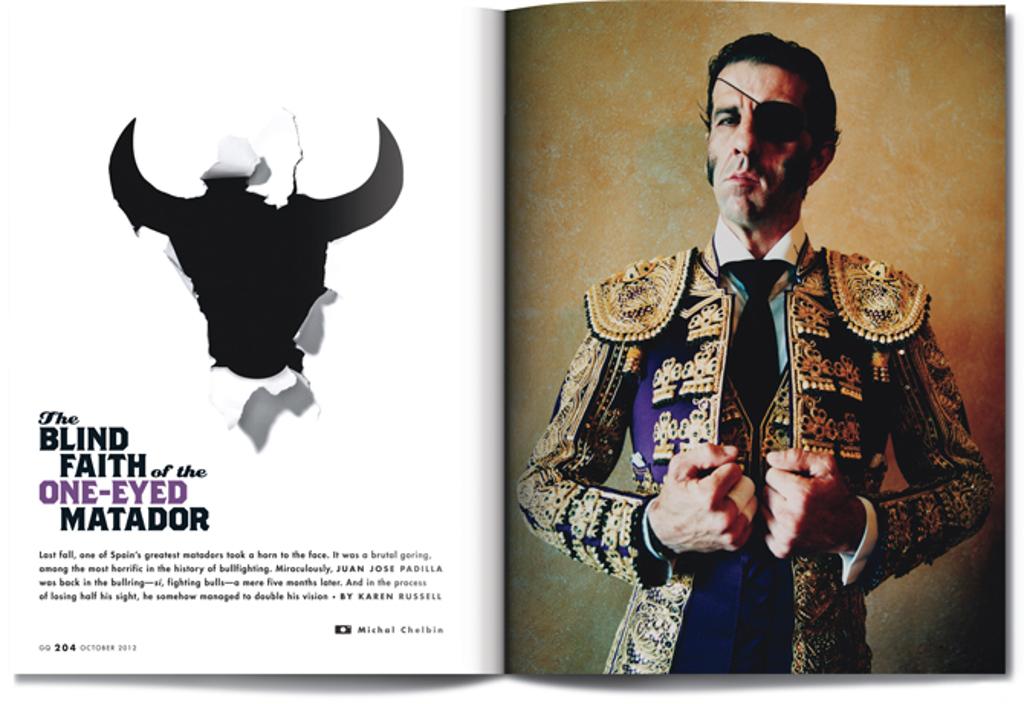 The
BLIND
FAITH of the
ONE-EYED
MATADOR
Last fall, one of Spain's greatest matadors took a horn to the face. It was a brutal goring,
among the most horrific in the history of bullfighting. Miraculously, JUAN JOSE PADILLA
was back in the bullring—sí, fighting bulls—a mere five months later. And in the process
of losing half his sight, he somehow managed to double his vision • BY KAREN RUSSELL
Michal Chelbin
GQ 204 OCTOBER 2012